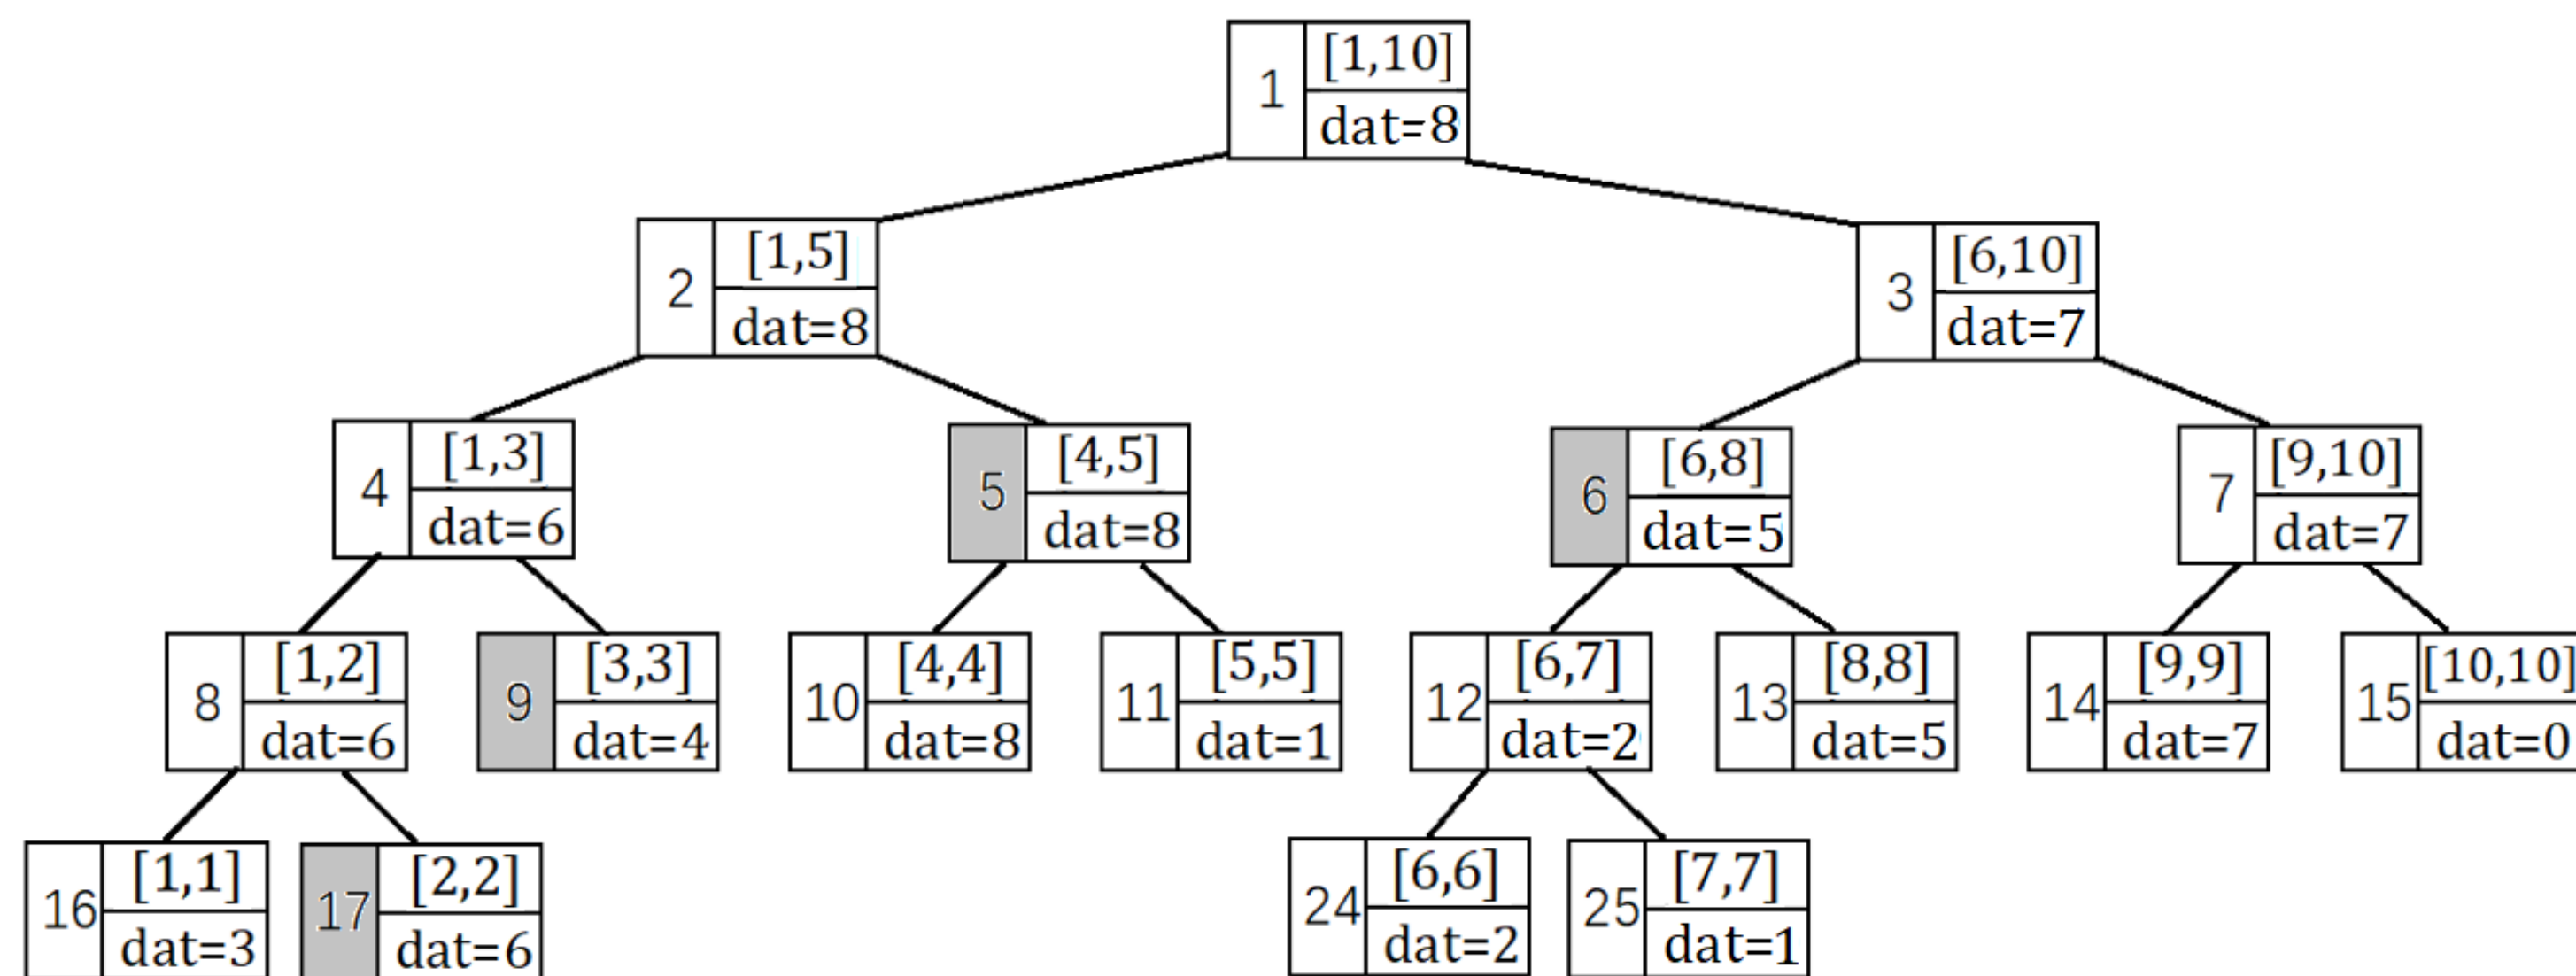 1
[1,10]
dat=8
2
[1,5]
dat=8
3
[6,10]
dat=7
4
[1,3]
dat=6
5
[4,5]
dat=8
6
[6,8]
dat=5
7
[9,10]
dat=7
8
[1,2]
dat=6
9
[3,3]
dat=4
10
[4,4]
dat=8
11
[5,5]
dat=1
12
[6,7]
dat=2
13
[8,8]
dat=5
14
[9,9]
dat=7
15
[10,10]
dat=0
16
[1,1]
dat=3
17
[2,2]
dat=6
24
[6,6]
dat=2
25
[7,7]
dat=1